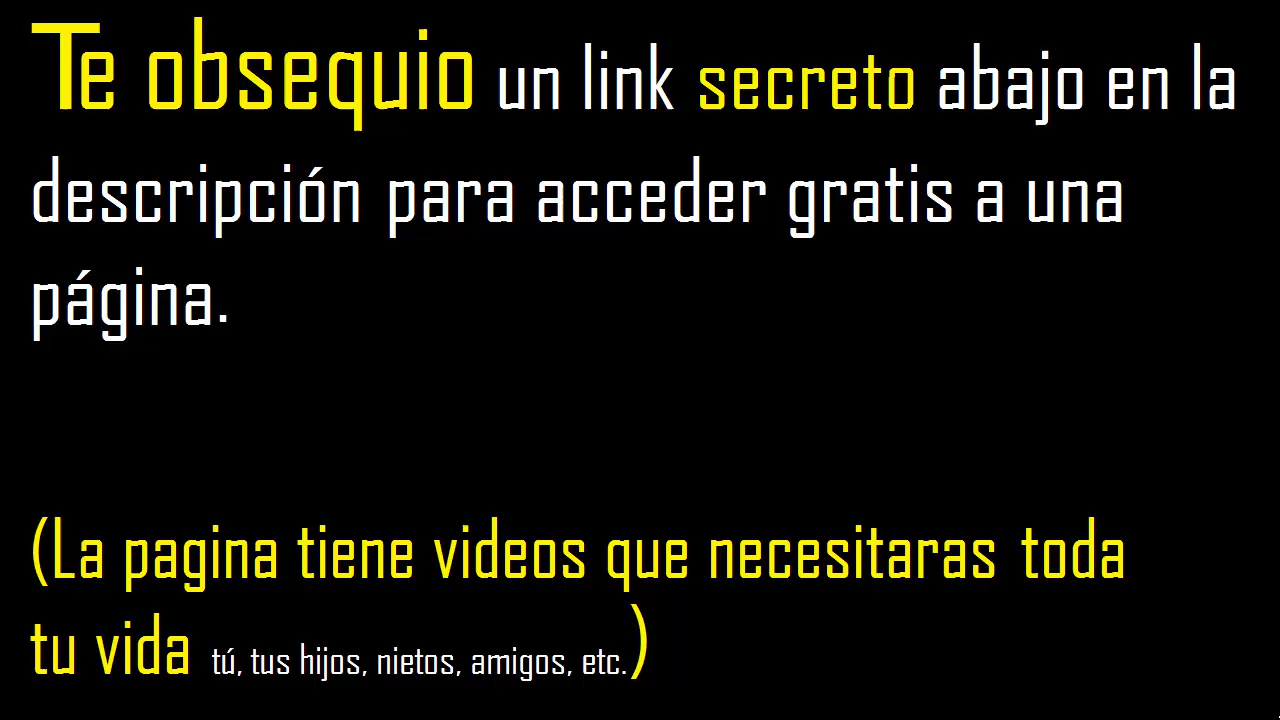 Te obsequio un link secreto abajo en la
descripción para acceder gratis a una
página.
(La pagina tiene videos que necesitaras toda
tu vida tú, tus hijos, nietos, amigos, etc.)